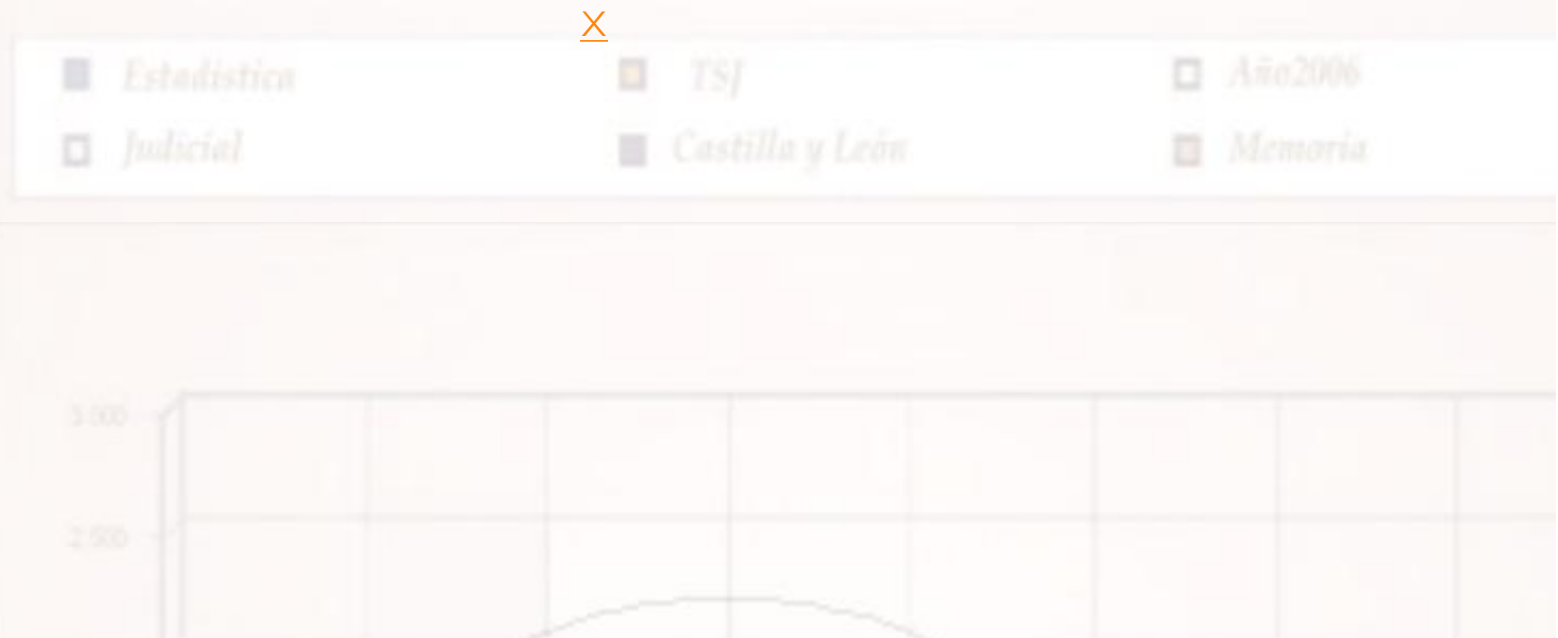 X
Estadística TSJ Año2006
Judicial Castilla y León Memoria
3.000
2.500